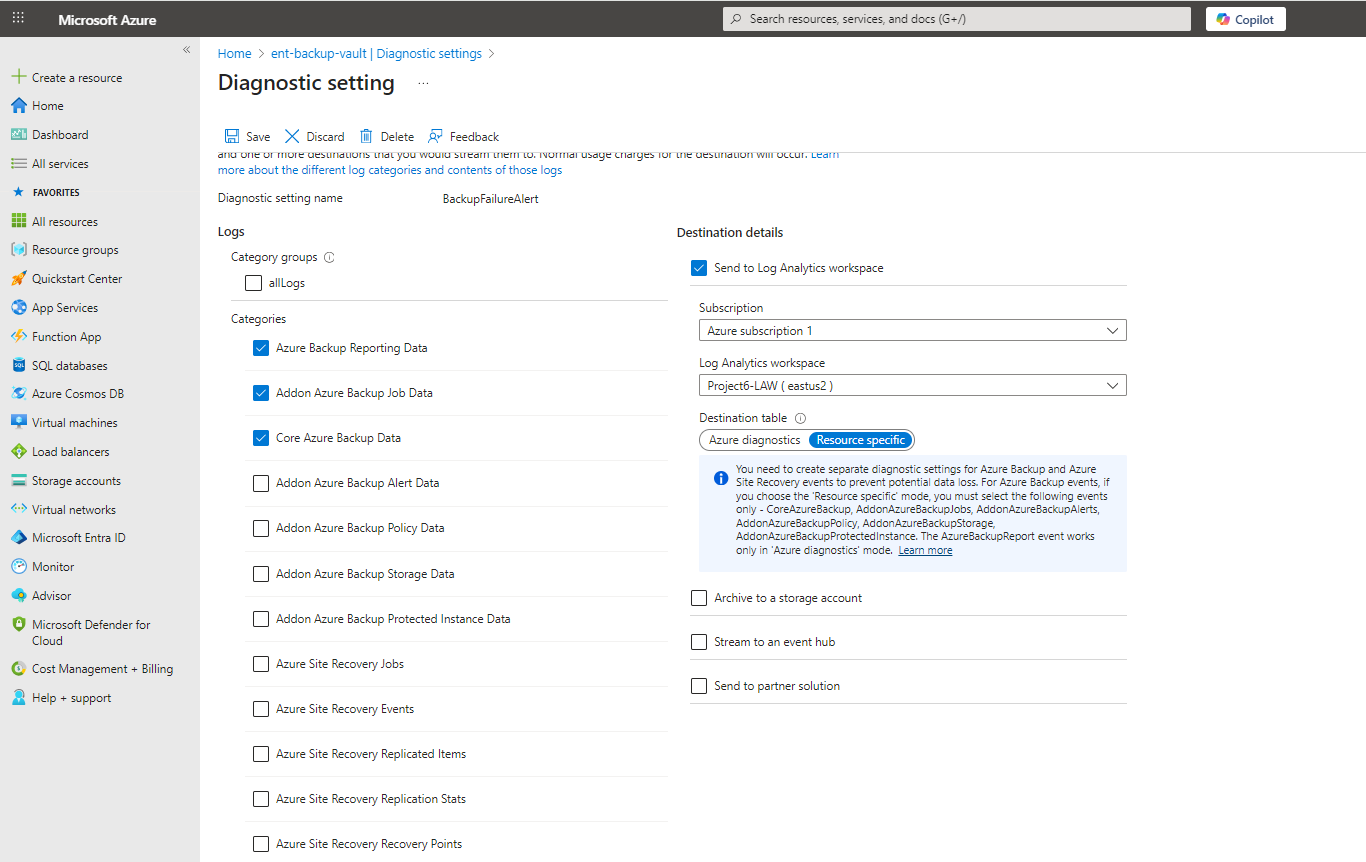 Microsoft Azure
Search resources, services, and docs (G+/)
Copilot
Create a resource
Home
Dashboard
All services
FAVORITES
All resources
Resource groups
Quickstart Center
App Services
Function App
SQL databases
Azure Cosmos DB
Virtual machines
Load balancers
Storage accounts
Virtual networks
Microsoft Entra ID
Monitor
Advisor
Microsoft Defender for
Cloud
Cost Management + Billing
Help + support
Home > ent-backup-vault | Diagnostic settings >
Diagnostic setting ...
Save Discard Delete Feedback
and one or more destinations that you would stream them to. Normal usage charges for the destination will occur. Learn
more about the different log categories and contents of those logs
Diagnostic setting name BackupFailureAlert
Logs
Category groups
allLogs
Categories
Azure Backup Reporting Data
Addon Azure Backup Job Data
Core Azure Backup Data
Addon Azure Backup Alert Data
Addon Azure Backup Policy Data
Addon Azure Backup Storage Data
Addon Azure Backup Protected Instance Data
Azure Site Recovery Jobs
Azure Site Recovery Events
Azure Site Recovery Replicated Items
Azure Site Recovery Replication Stats
Azure Site Recovery Recovery Points
Destination details
Send to Log Analytics workspace
Subscription
Azure subscription 1
Log Analytics workspace
Project6-LAW ( eastus2 )
Destination table
Azure diagnostics Resource specific
You need to create separate diagnostic settings for Azure Backup and Azure
Site Recovery events to prevent potential data loss. For Azure Backup events, if
you choose the 'Resource specific' mode, you must select the following events
only - CoreAzureBackup, AddonAzureBackupJobs, AddonAzureBackupAlerts,
AddonAzureBackupPolicy, AddonAzureBackupStorage,
AddonAzureBackupProtectedInstance. The AzureBackupReport event works
only in 'Azure diagnostics' mode. Learn more
Archive to a storage account
Stream to an event hub
Send to partner solution